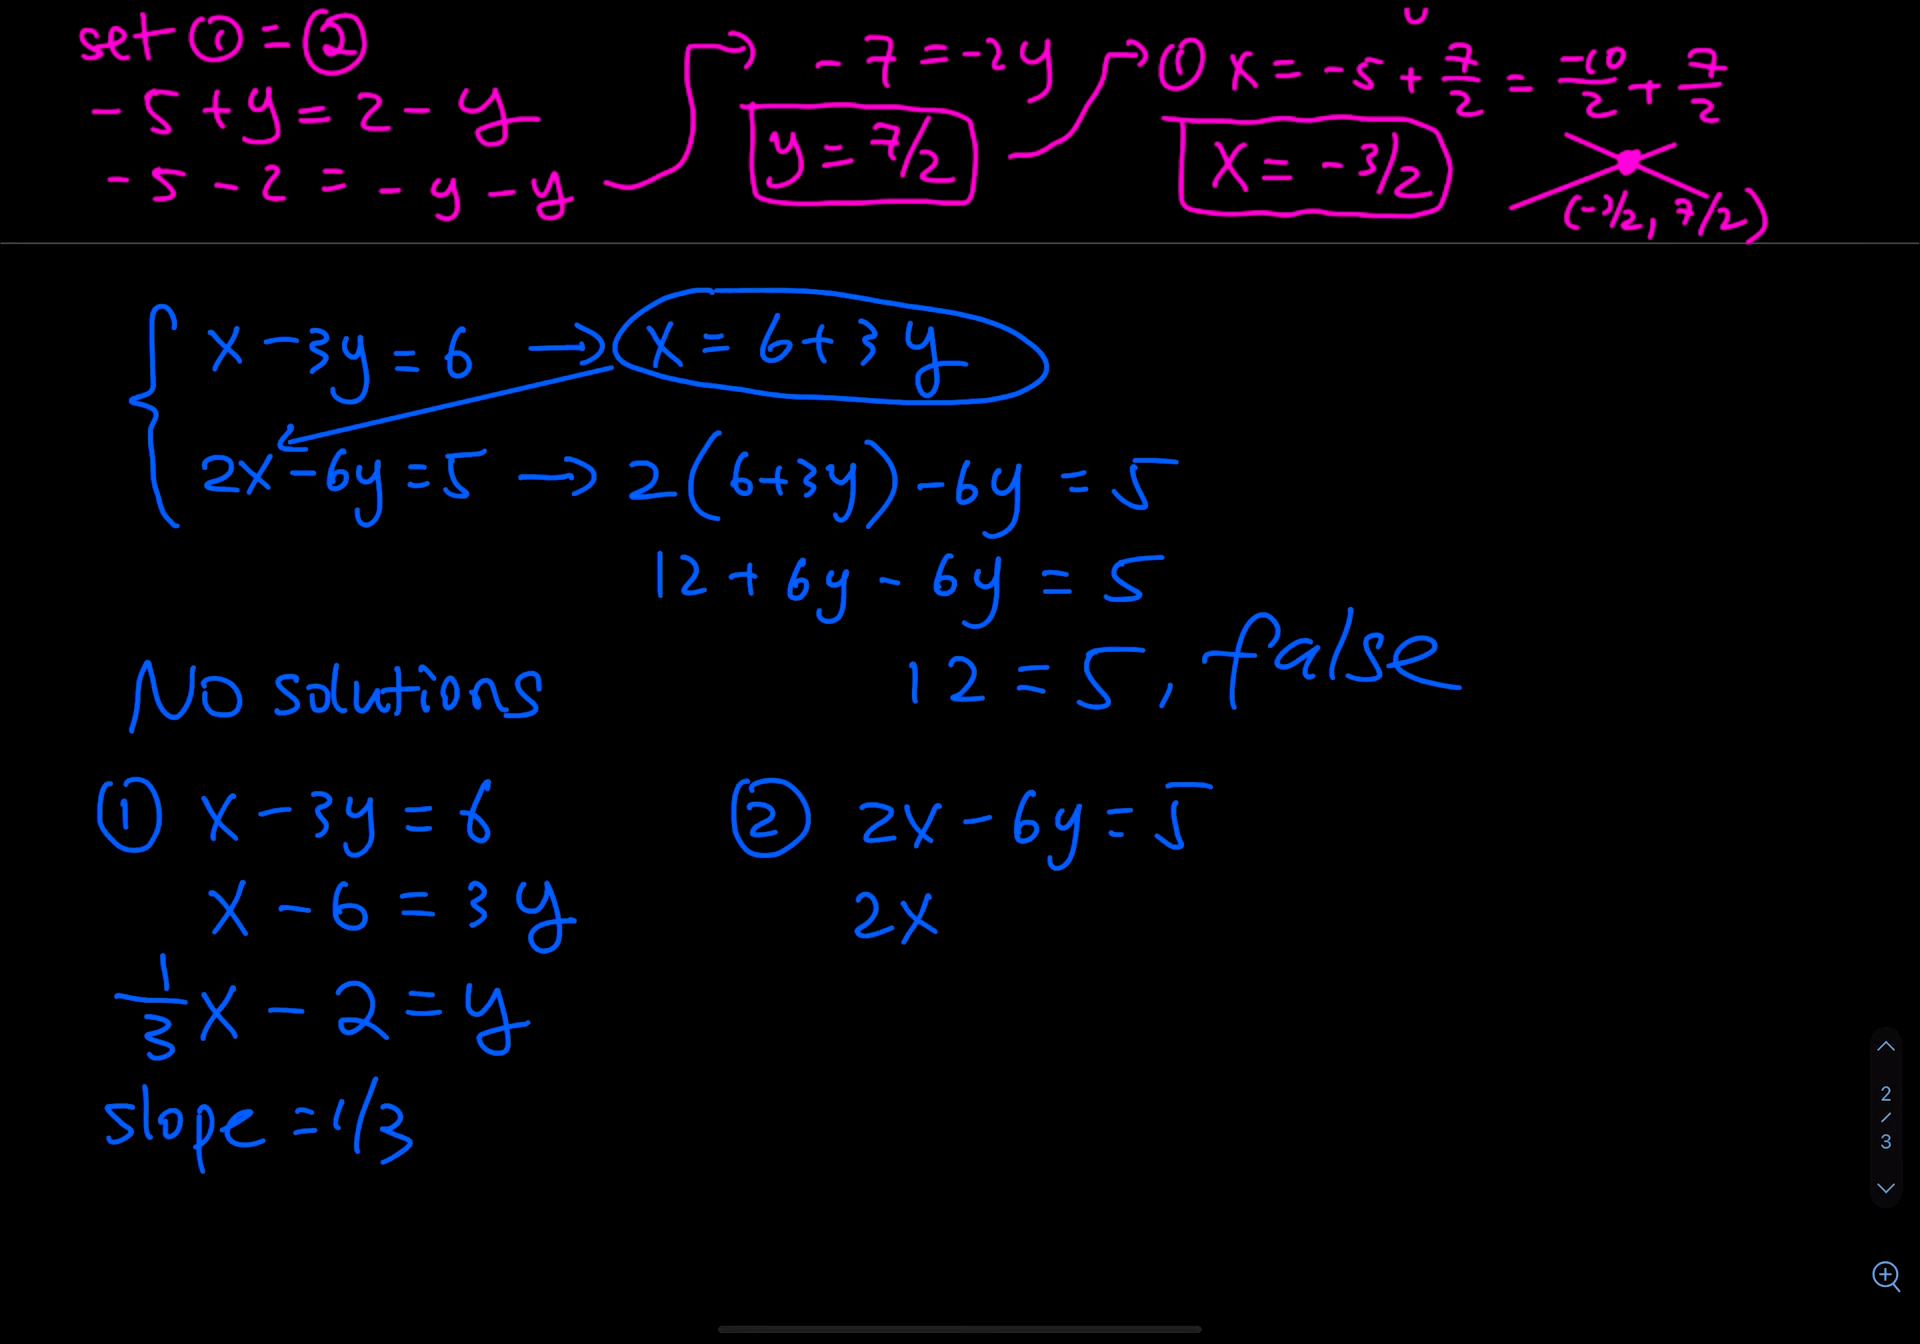 set ① = ②
- 5 + y = 2 - y
- 5 - 2 = - y - y
- 7 = -2y
y = 7/2
① x = -5 + 7/2 = -10/2 + 7/2
x = -3/2
(-3/2, 7/2)
x - 3y = 6 → x = 6 + 3y
2x - 6y = 5 → 2(6+3y) - 6y = 5
12 + 6y - 6y = 5
12 = 5, false
No solutions
① x - 3y = 6
x - 6 = 3y
1/3 x - 2 = y
slope = 1/3
② 2x - 6y = 5
2x
2
/
3